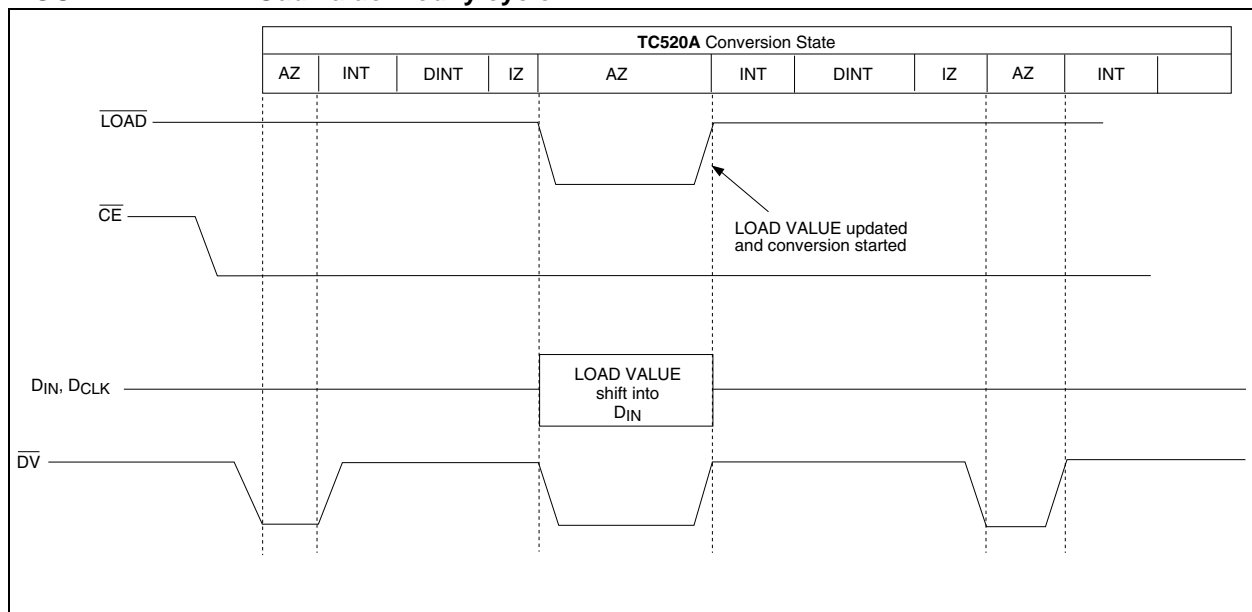 TC520A Conversion State
AZ INT DINT IZ AZ INT DINT IZ AZ INT
LOAD
CE
LOAD VALUE updated
and conversion started
DIN, DCLK
LOAD VALUE
shift into
DIN
DV